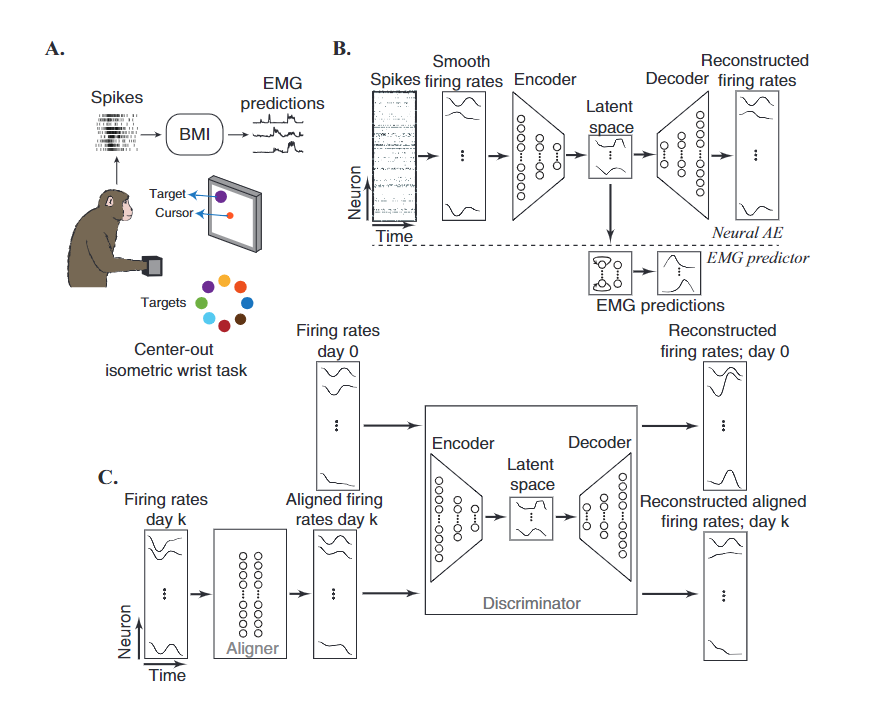 A.
Spikes
BMI
EMG
predictions
Target
Cursor
Targets
Center-out
isometric wrist task
B.
Spikes
Smooth
firing rates
Encoder
Latent
space
Decoder
Reconstructed
firing rates
Neuron
Time
Neural AE
EMG predictor
EMG predictions
C.
Firing rates
day 0
Reconstructed
firing rates; day 0
Firing rates
day k
Aligner
Aligned firing
rates day k
Encoder
Latent
space
Decoder
Discriminator
Reconstructed aligned
firing rates; day k
Neuron
Time